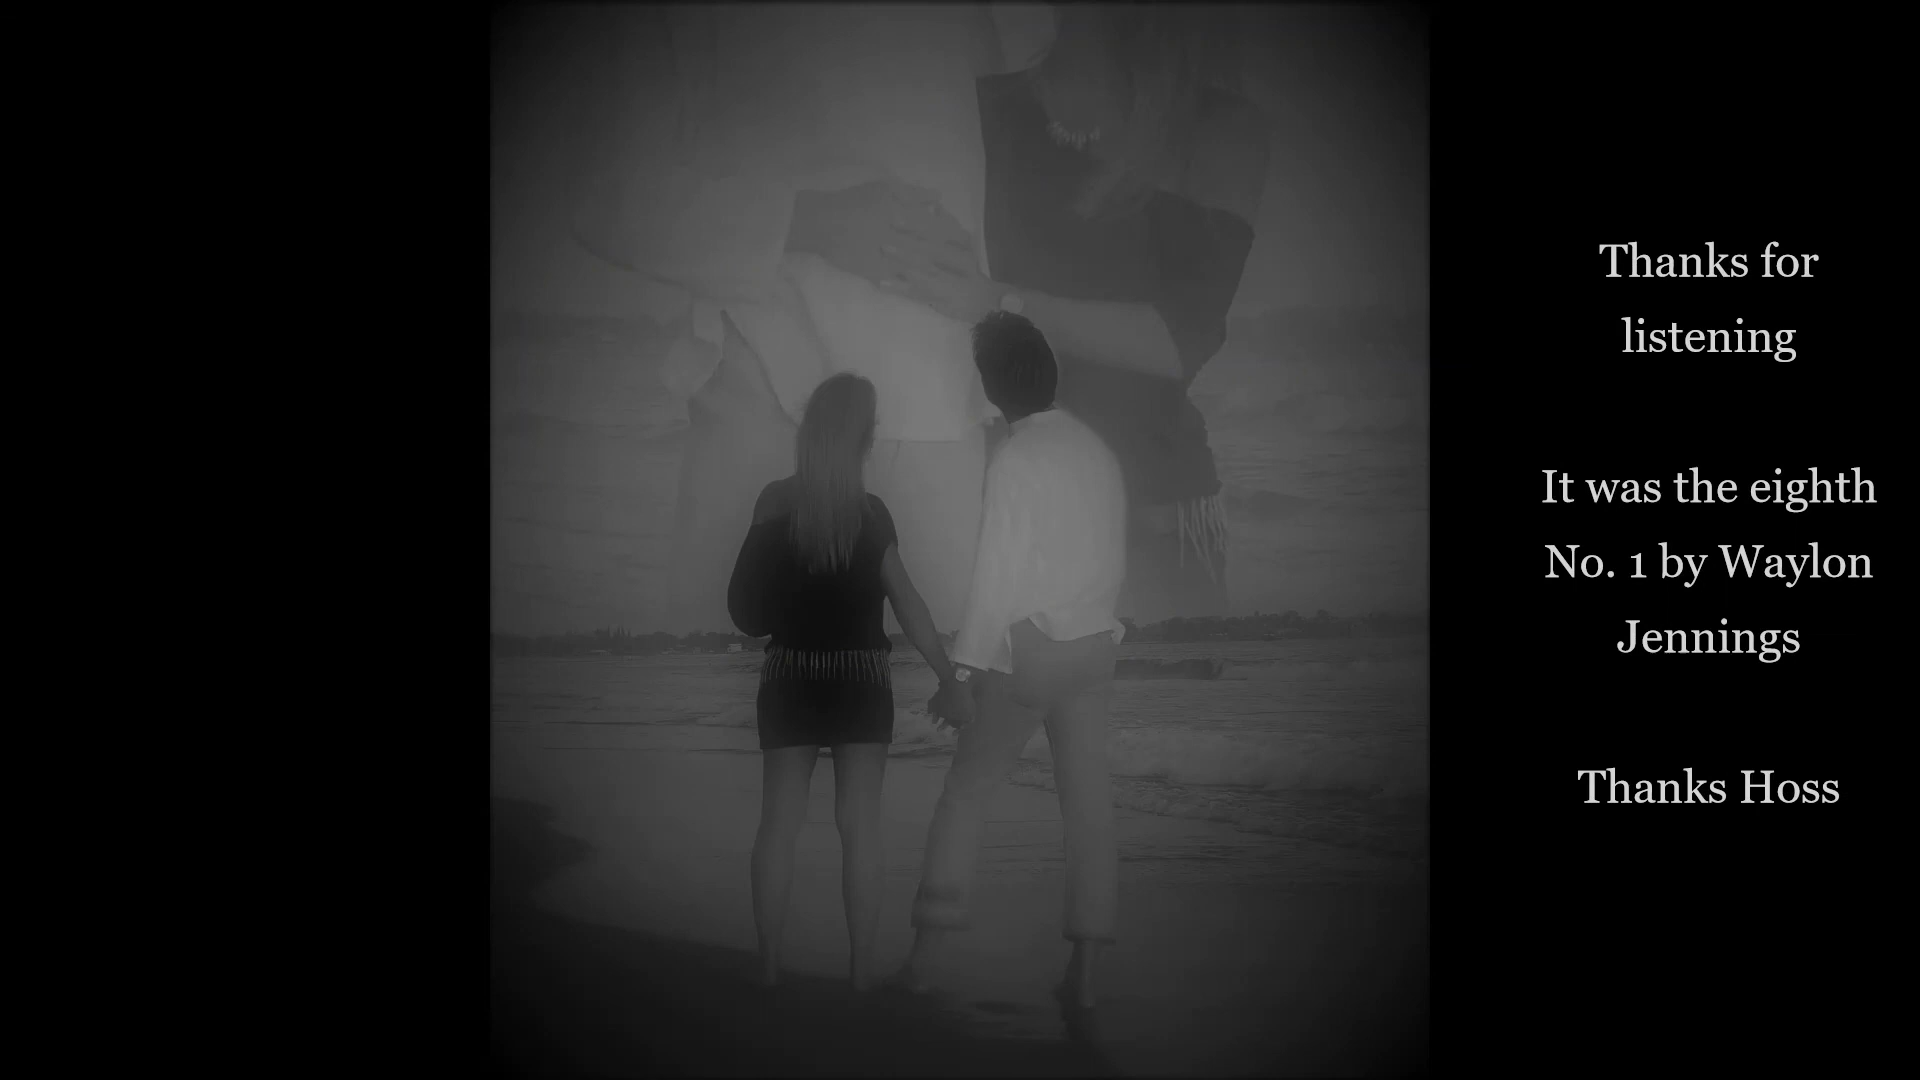 Thanks for
listening
It was the eighth
No. 1 by Waylon
Jennings
Thanks Hoss